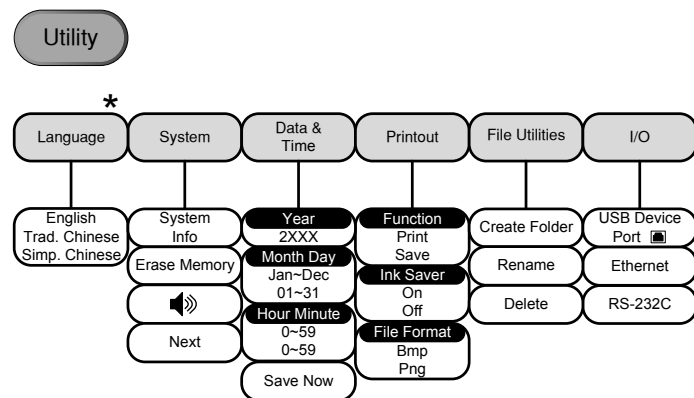 Utility
*
Language
System
Data &
Time
Printout
File Utilities
I/O
English
Trad. Chinese
Simp. Chinese
System
Info
Erase Memory
Next
Year
2XXX
Month Day
Jan~Dec
01~31
Hour Minute
0~59
0~59
Save Now
Function
Print
Save
Ink Saver
On
Off
File Format
Bmp
Png
Create Folder
Rename
Delete
USB Device
Port
Ethernet
RS-232C